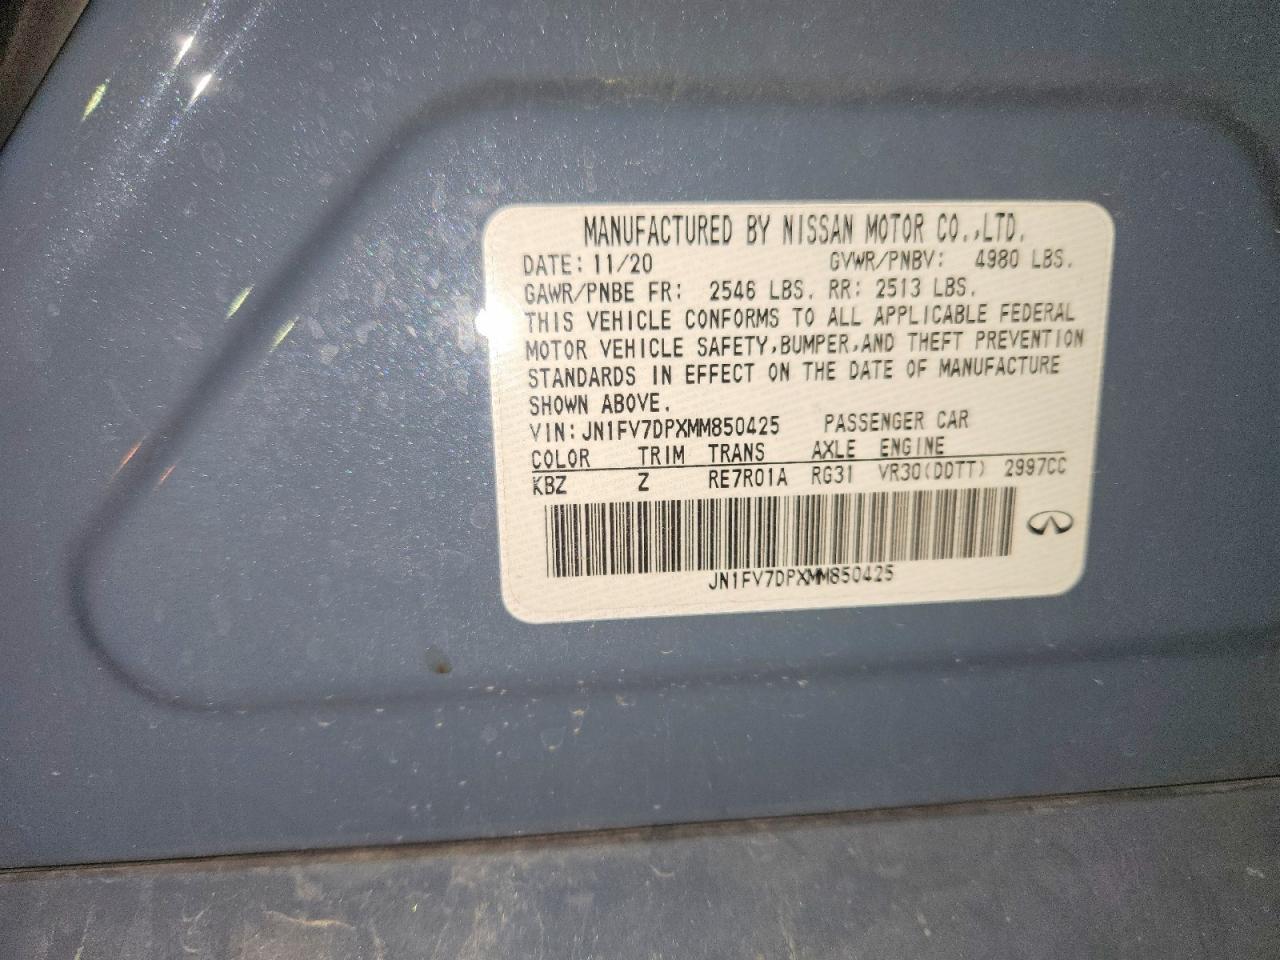 MANUFACTURED BY NISSAN MOTOR CO.,LTD.
DATE: 11/20 GVWR/PNBV: 4980 LBS.
GAWR/PNBE FR: 2546 LBS. RR: 2513 LBS.
THIS VEHICLE CONFORMS TO ALL APPLICABLE FEDERAL
MOTOR VEHICLE SAFETY,BUMPER,AND THEFT PREVENTION
STANDARDS IN EFFECT ON THE DATE OF MANUFACTURE
SHOWN ABOVE.
VIN: JN1FV7DPXMM850425 PASSENGER CAR
COLOR TRIM TRANS AXLE ENGINE
KBZ Z RE7R01A RG31 VR30(DDTT) 2997CC
JN1FV7DPXMM850425